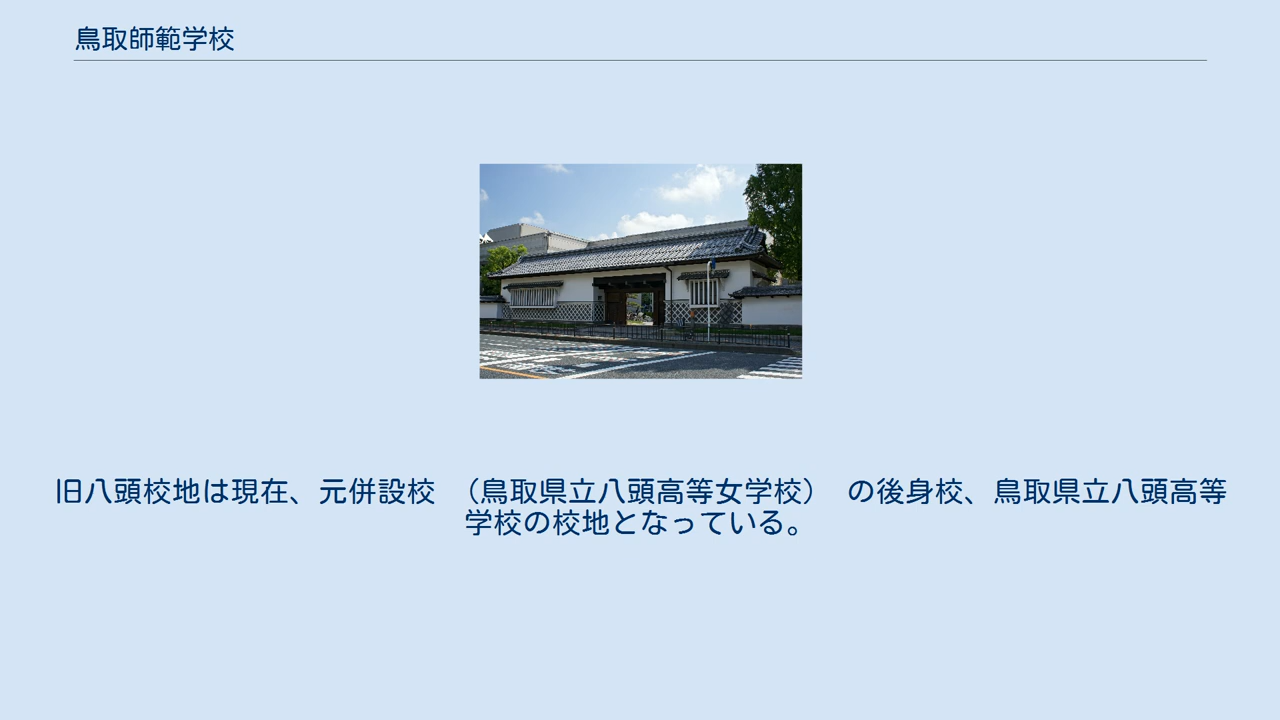 鳥取師範学校
旧八頭校地は現在、元併設校 （鳥取県立八頭高等女学校） の後身校、鳥取県立八頭高等
学校の校地となっている。